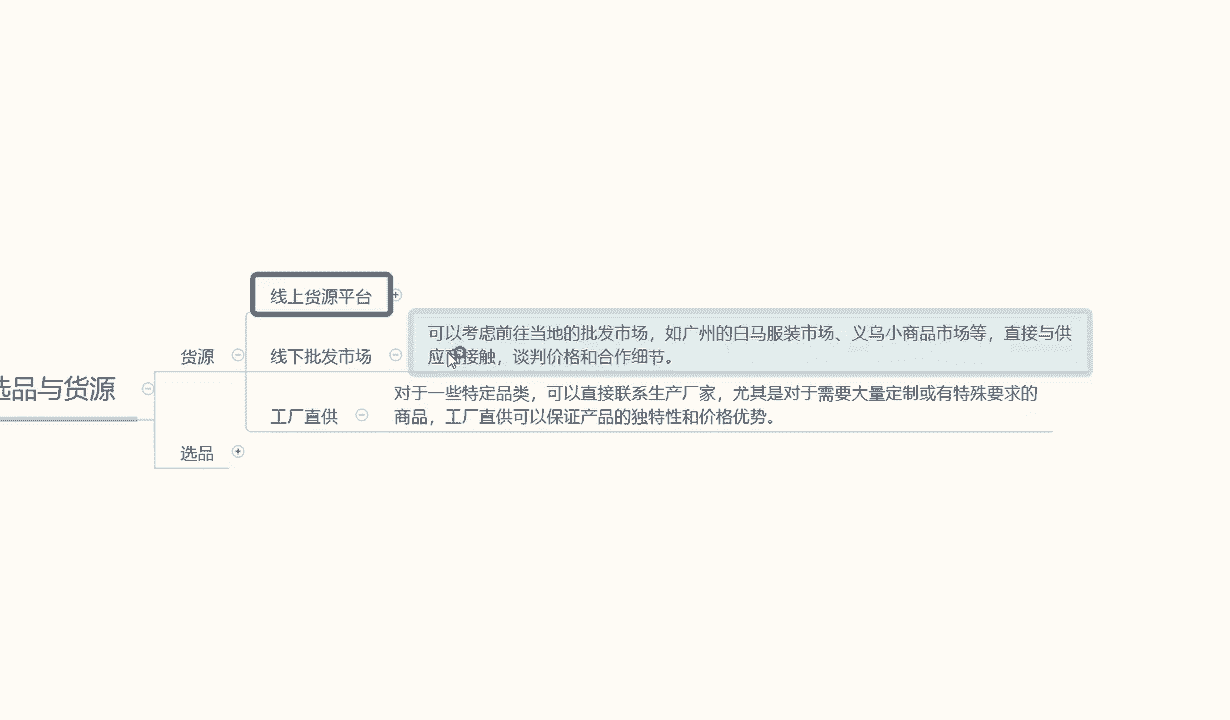 线上货源平台
可以考虑前往当地的批发市场，如广州的白马服装市场、义乌小商品市场等，直接与供
应 接触，谈判价格和合作细节。
货源
线下批发市场
品与货源
对于一些特定品类，可以直接联系生产厂家，尤其是对于需要大量定制或有特殊要求的
商品，工厂直供可以保证产品的独特性和价格优势。
工厂直供
选品